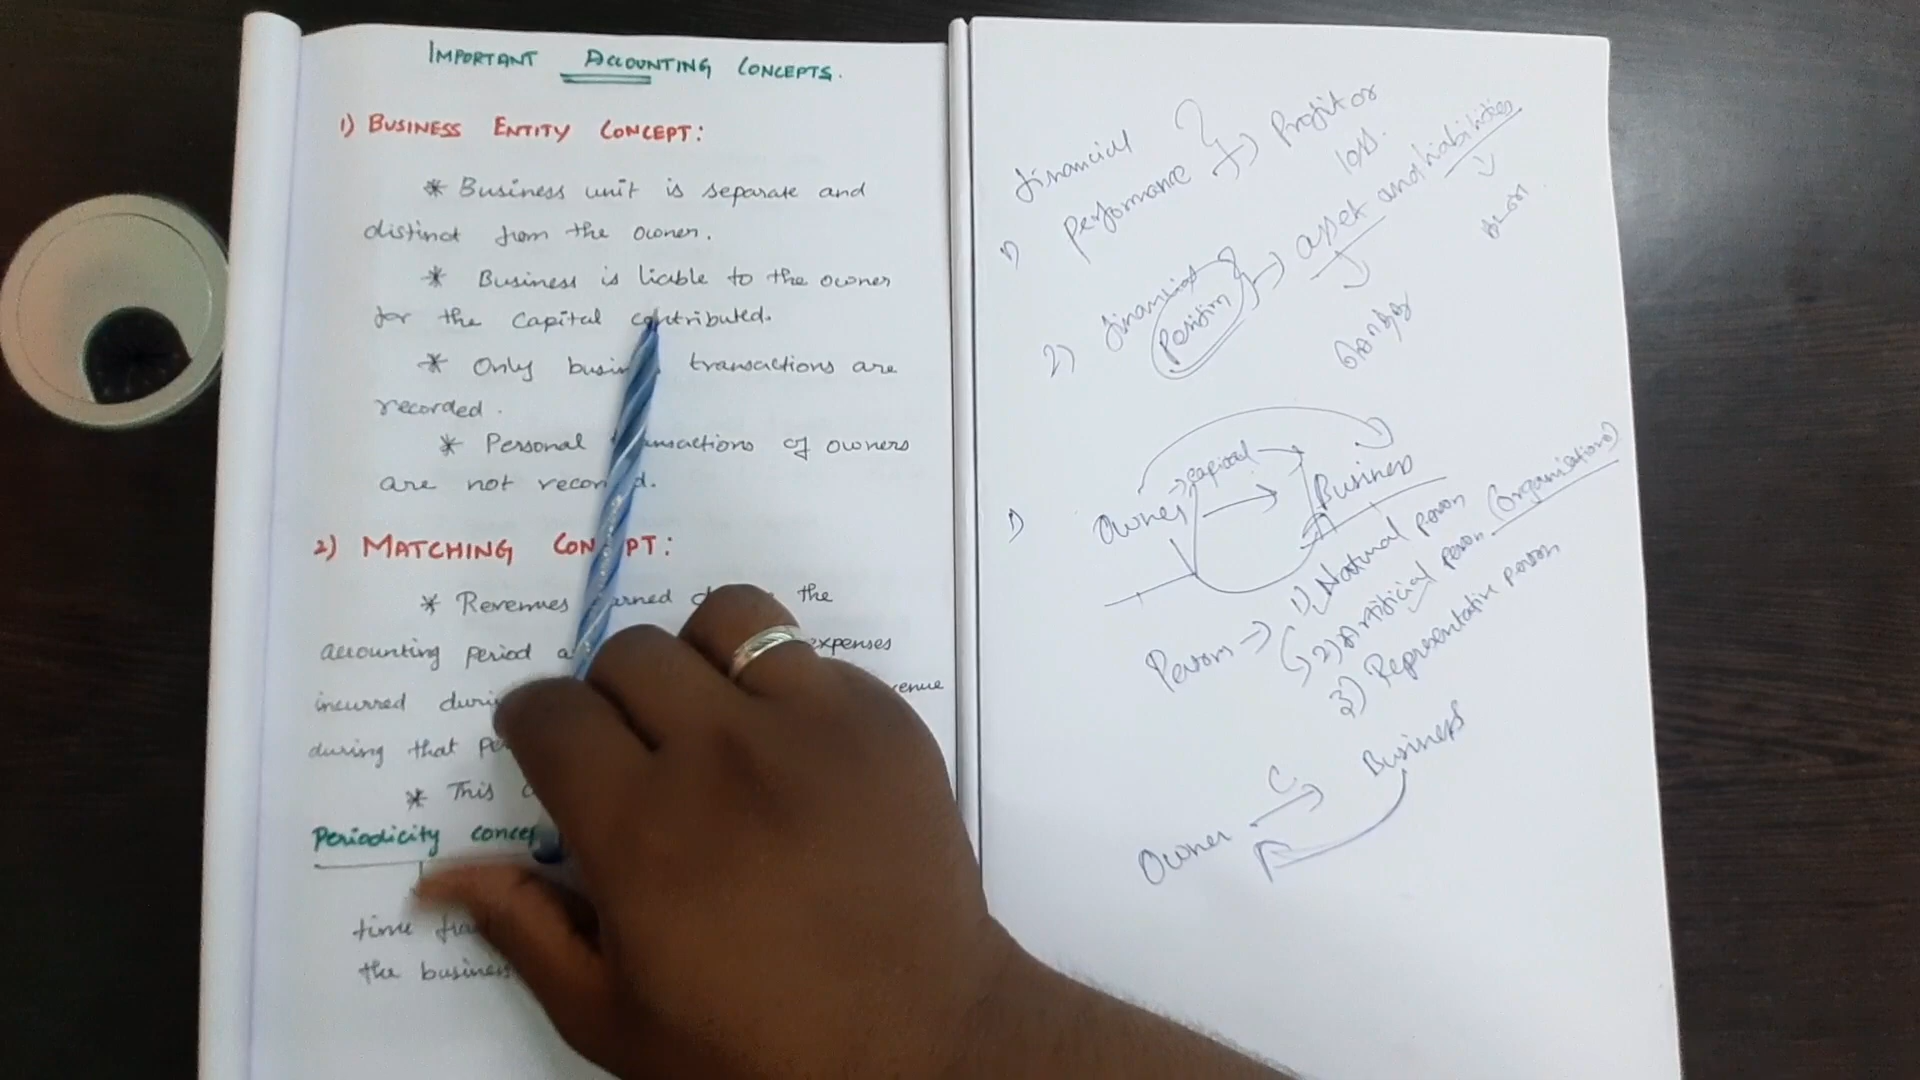 IMPORTANT ACCOUNTING CONCEPTS.
1) BUSINESS ENTITY CONCEPT:
* Business unit is separate and
distinct from the owner.
* Business is liable to the owner
for the capital contributed.
* Only transactions are
recorded.
* Personal of owners
are not
2) MATCHING
* Revenues the
accounting period expenses
incurred
during that
* This
Periodicity
time
the business
financial
1) performance } → Profit or
loss.
2) financial
position } → asset and liabilities
கடன்
சொத்து
1) Owner → capital → Business
Person → 1) Natural person
2) Artificial person (organisations)
3) Representative person
Owner C → Business